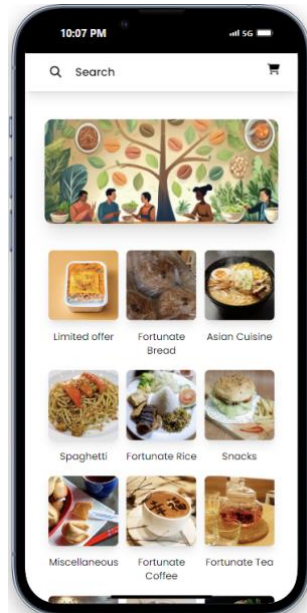 10:07 PM
5G
Search
Limited offer
Fortunate
Bread
Asian Cuisine
Spaghetti
Fortunate Rice
Snacks
Miscellaneous
Fortunate
Coffee
Fortunate Tea